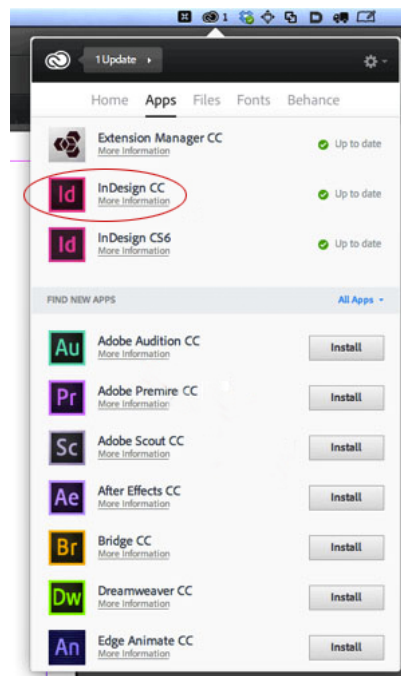 1
1 Update
Home Apps Files Fonts Behance
Extension Manager CC
More Information
Up to date
Id
InDesign CC
More Information
Up to date
Id
InDesign CS6
More Information
Up to date
FIND NEW APPS
All Apps
Au
Adobe Audition CC
More Information
Install
Pr
Adobe Premire CC
More Information
Install
Sc
Adobe Scout CC
More Information
Install
Ae
After Effects CC
More Information
Install
Br
Bridge CC
More Information
Install
Dw
Dreamweaver CC
More Information
Install
An
Edge Animate CC
More Information
Install